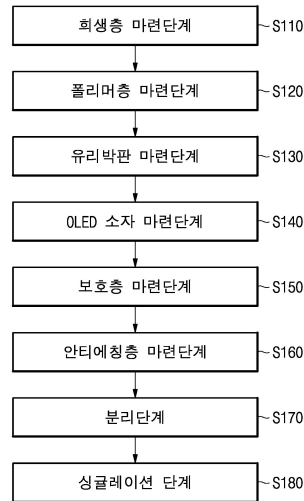 희생층 마련단계 S110
폴리머층 마련단계 S120
유리박판 마련단계 S130
OLED 소자 마련단계 S140
보호층 마련단계 S150
안티에칭층 마련단계 S160
분리단계 S170
싱귤레이션 단계 S180